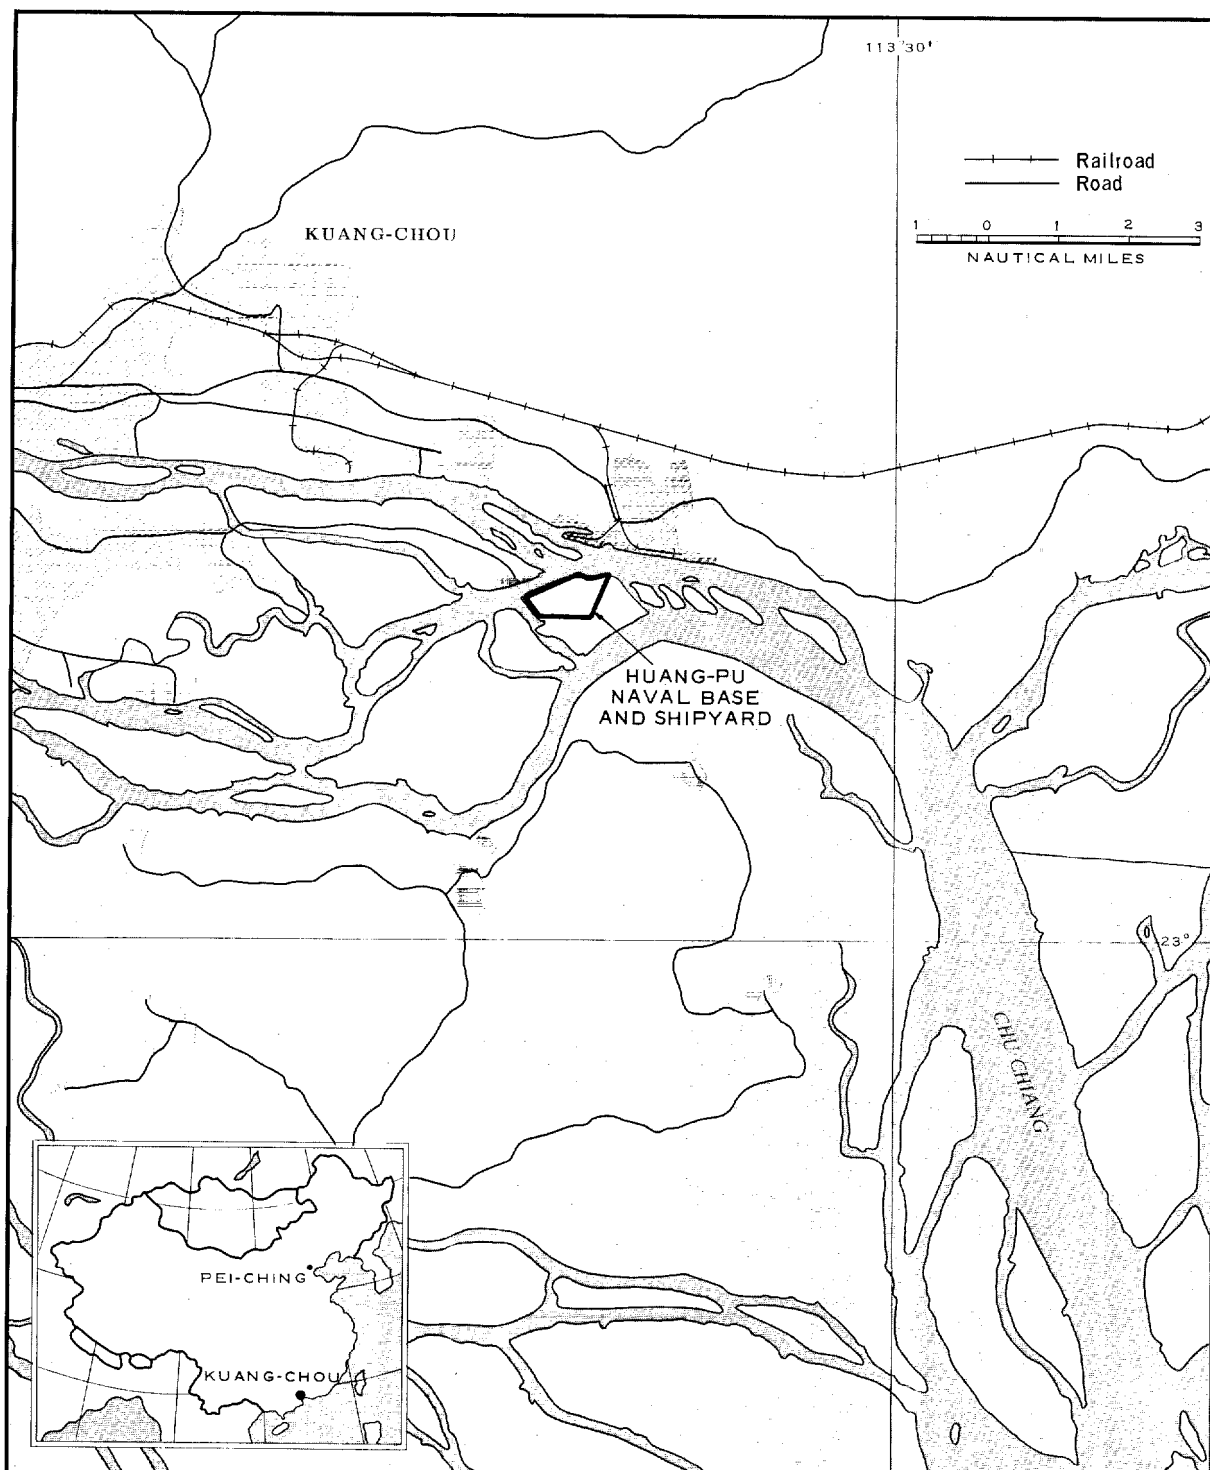 113°30'
Railroad
Road
1 0 1 2 3
NAUTICAL MILES
KUANG-CHOU
HUANG-PU
NAVAL BASE
AND SHIPYARD
23°
CHU CHIANG
PEI-CHING
KUANG-CHOU